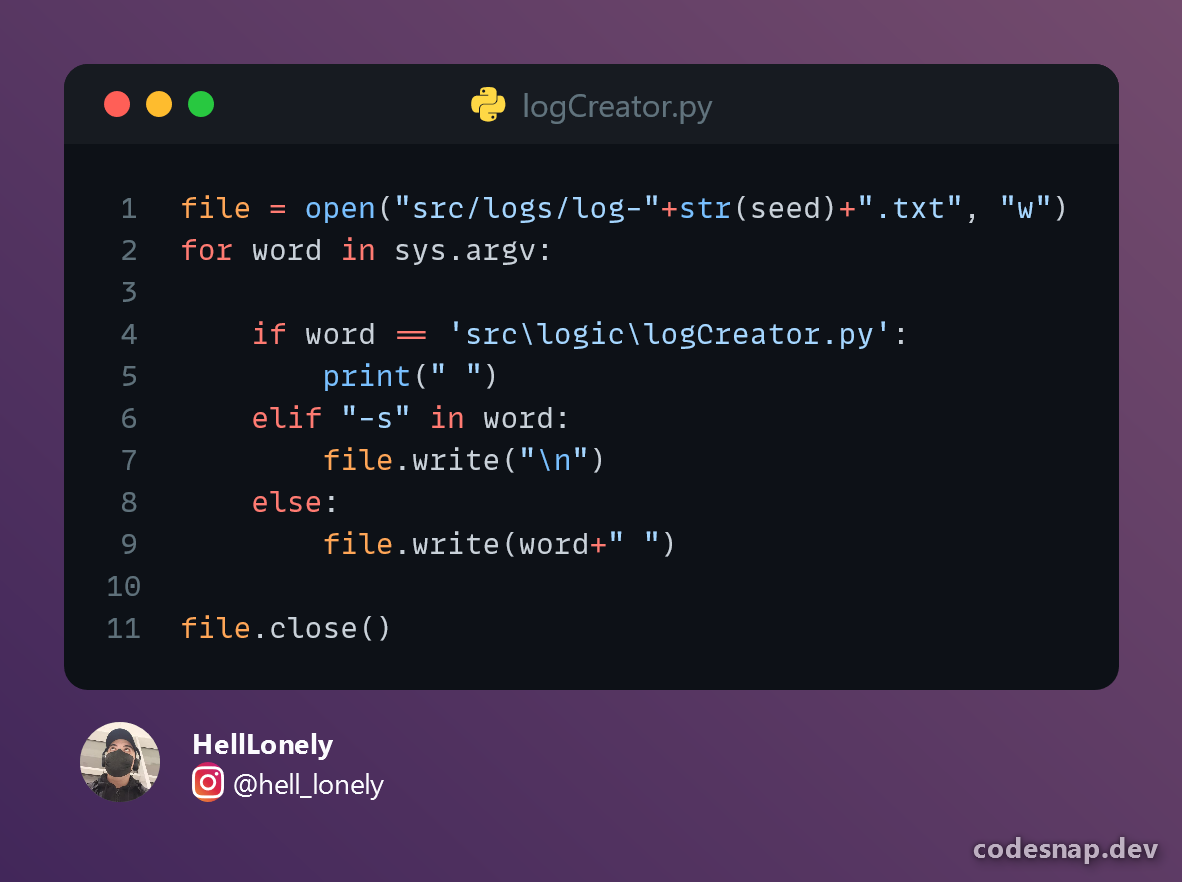 logCreator.py
1 file = open("src/logs/log-"+str(seed)+".txt", "w")
2 for word in sys.argv:
3
4     if word == 'src\logic\logCreator.py':
5         print(" ")
6     elif "-s" in word:
7         file.write("\n")
8     else:
9         file.write(word+" ")
10
11 file.close()
HellLonely
@hell_lonely
codesnap.dev